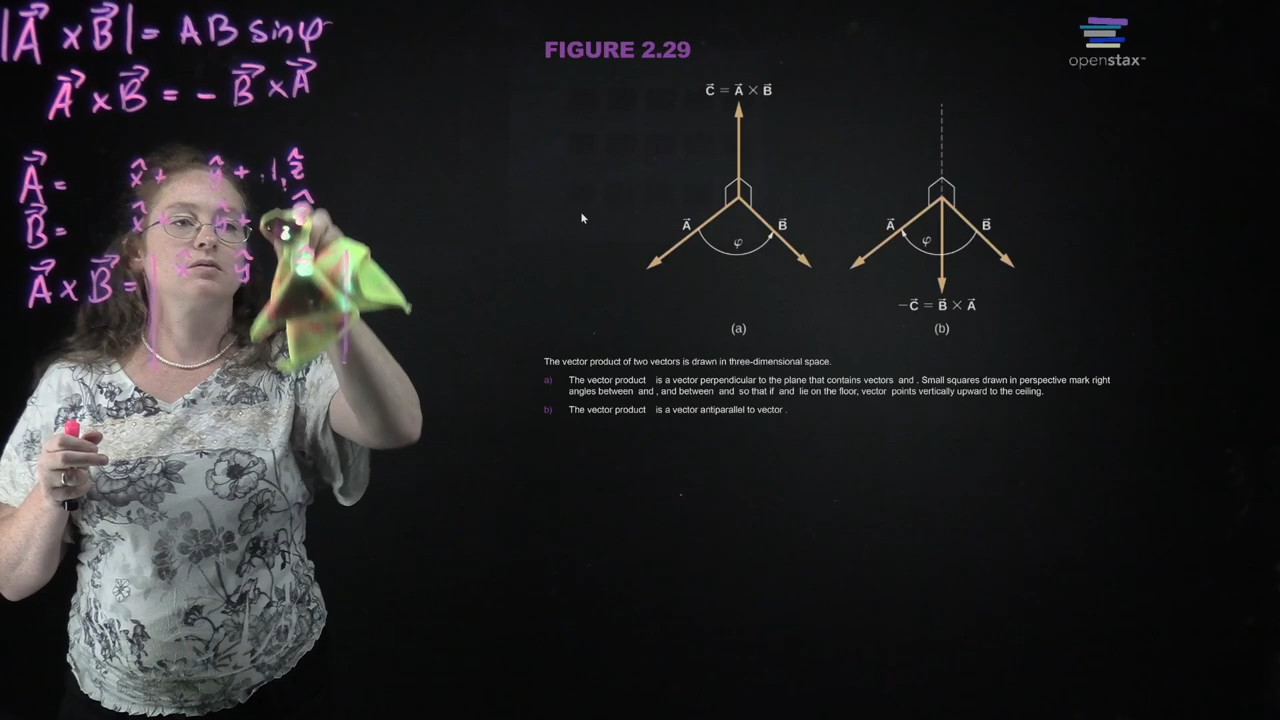 |A⃗ × B⃗| = AB sinφ
A⃗ × B⃗ = − B⃗ × A⃗
A⃗ = x̂ + ŷ + ẑ
B⃗ = x̂ + ŷ +
A⃗ × B⃗ = | x̂ ŷ |
FIGURE 2.29
openstax™
C⃗ = A⃗ × B⃗
A⃗ B⃗ A⃗ B⃗
φ φ
−C⃗ = B⃗ × A⃗
(a) (b)
The vector product of two vectors is drawn in three-dimensional space.
a) The vector product is a vector perpendicular to the plane that contains vectors and . Small squares drawn in perspective mark right
angles between and , and between and so that if and lie on the floor, vector points vertically upward to the ceiling.
b) The vector product is a vector antiparallel to vector .